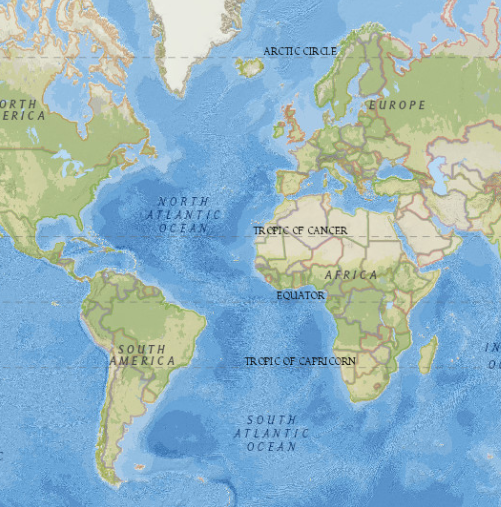 ARCTIC CIRCLE
ORTH
ERICA
EUROPE
NORTH
ATLANTIC
OCEAN
TROPIC OF CANCER
AFRICA
EQUATOR
SOUTH
AMERICA
TROPIC OF CAPRICORN
IN
O
SOUTH
ATLANTIC
OCEAN